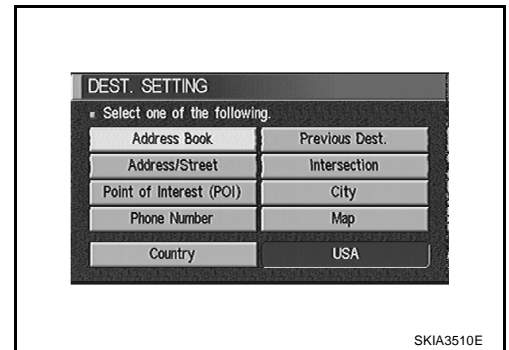 DEST. SETTING
Select one of the following.
Address Book Previous Dest.
Address/Street Intersection
Point of Interest (POI) City
Phone Number Map
Country USA
SKIA3510E